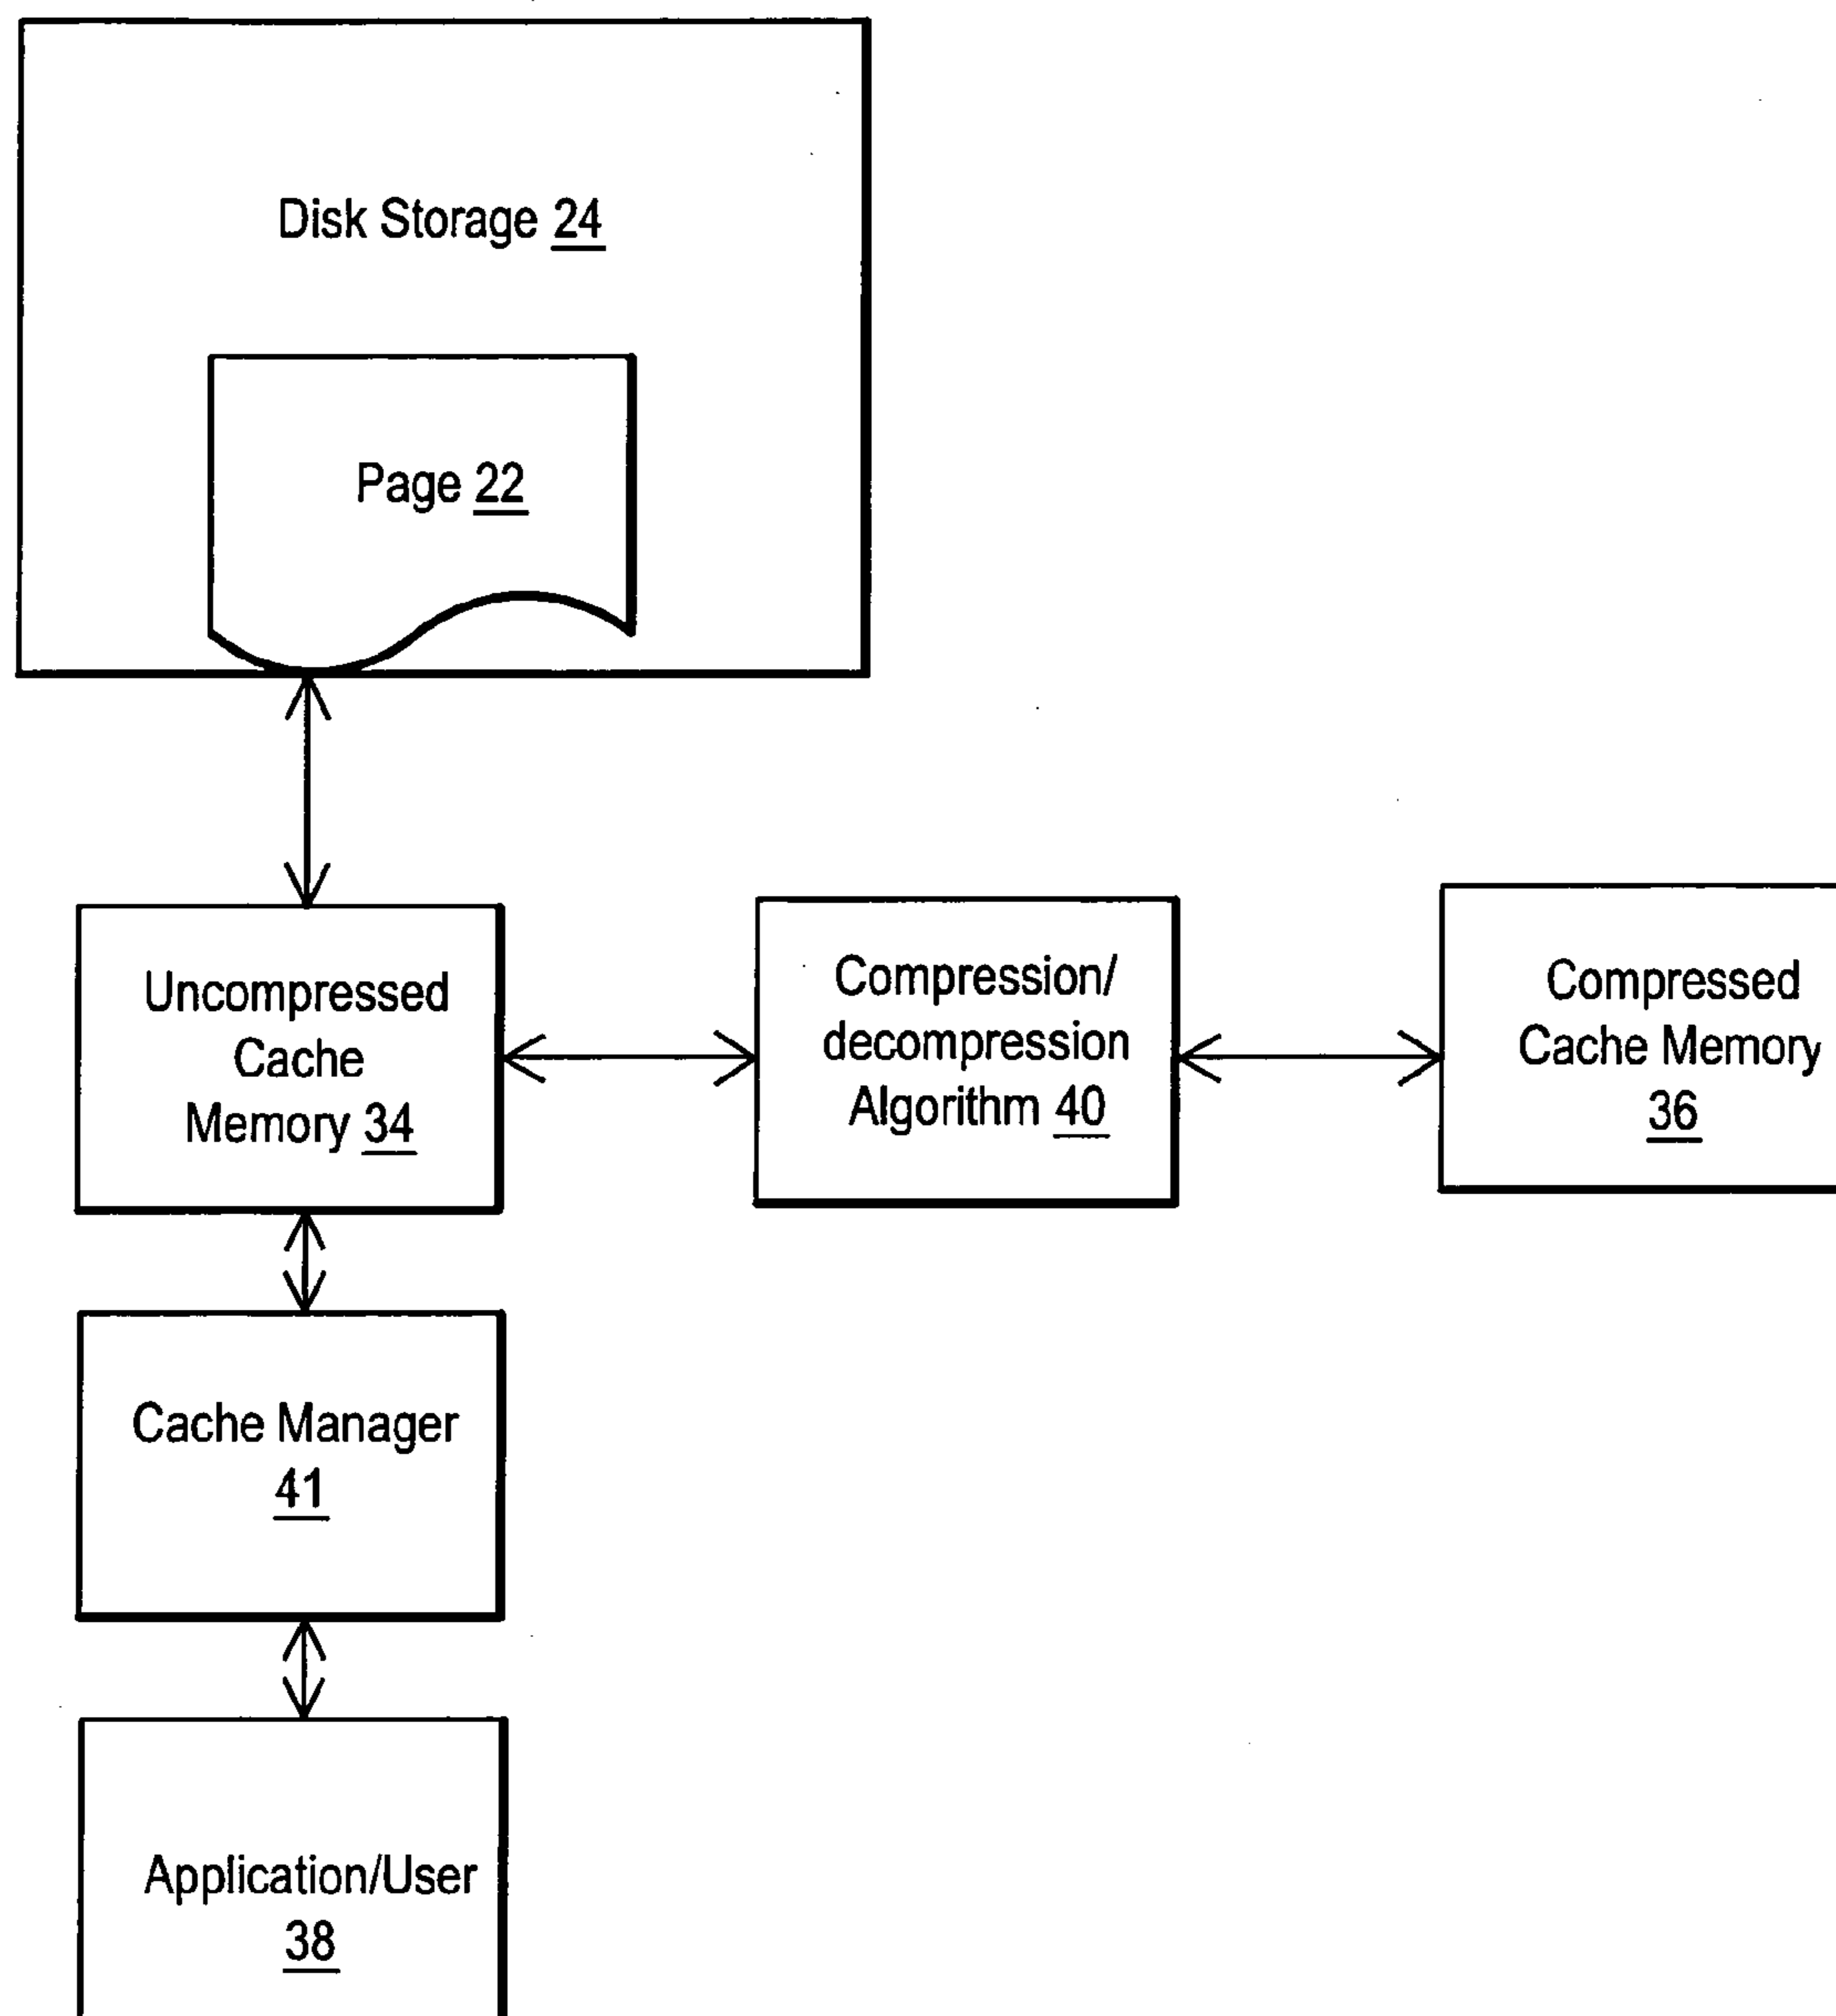 Disk Storage 24
Page 22
Uncompressed
Cache
Memory 34
Compression/
decompression
Algorithm 40
Compressed
Cache Memory
36
Cache Manager
41
Application/User
38